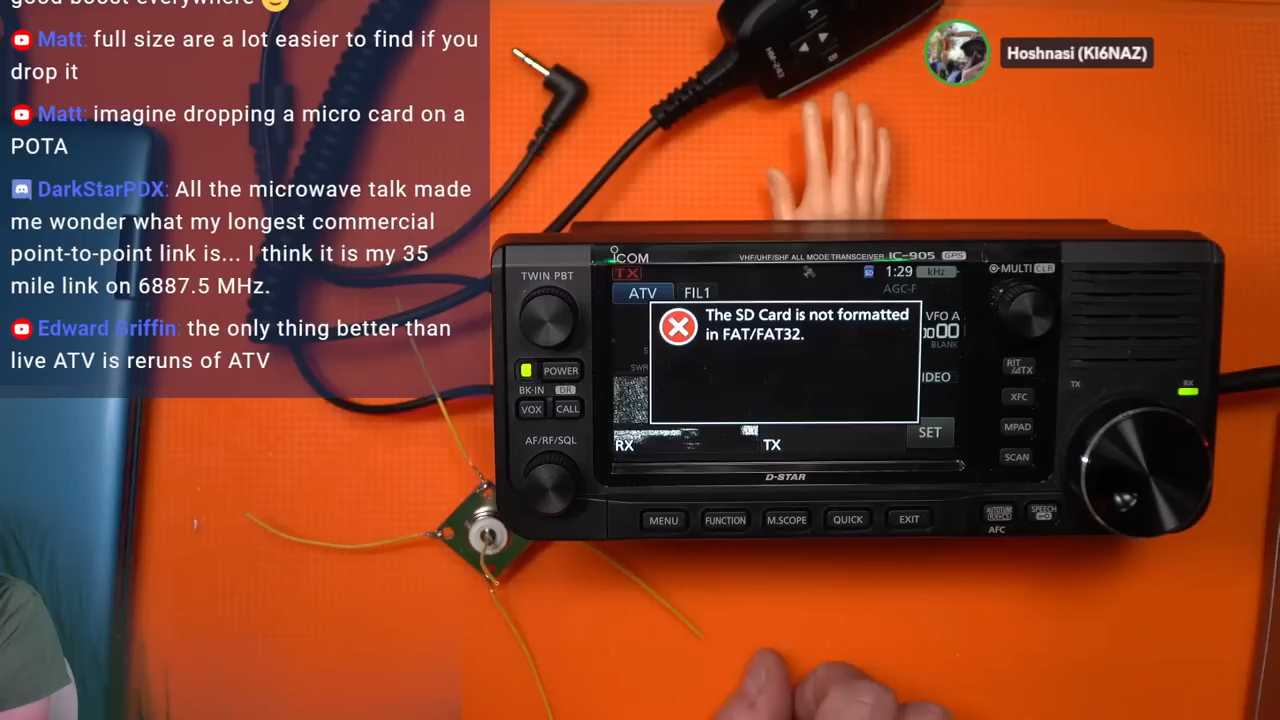 good boost everywhere
Matt: full size are a lot easier to find if you
drop it
Matt: imagine dropping a micro card on a
POTA
DarkStarPDX: All the microwave talk made
me wonder what my longest commercial
point-to-point link is... I think it is my 35
mile link on 6887.5 MHz.
Edward Griffin: the only thing better than
live ATV is reruns of ATV
Hoshnasi (KI6NAZ)
A
B
HM-243
ICOM
VHF/UHF/SHF ALL MODE TRANSCEIVER IC-905 GPS
TWIN PBT
TX
1:29 kHz
MULTI CLR
ATV FIL1
AGC-F
The SD Card is not formatted
in FAT/FAT32.
VFO A
00
BLANK
SWR
IDEO
POWER
BK-IN DR
VOX CALL
AF/RF/SQL
RX
TX
SET
RIT
/ΔTX
XFC
MPAD
SCAN
TX
RX
D-STAR
MENU FUNCTION M.SCOPE QUICK EXIT
AUTOTUNE
SPEECH
AFC